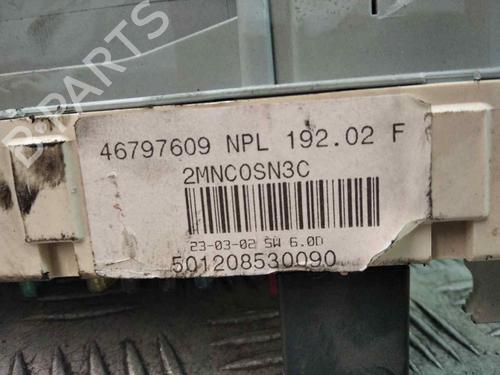 46797609 NPL 192.02 F
2MNC0SN3C
23-03-02 SW 6.0D
501208530090
B-PARTS